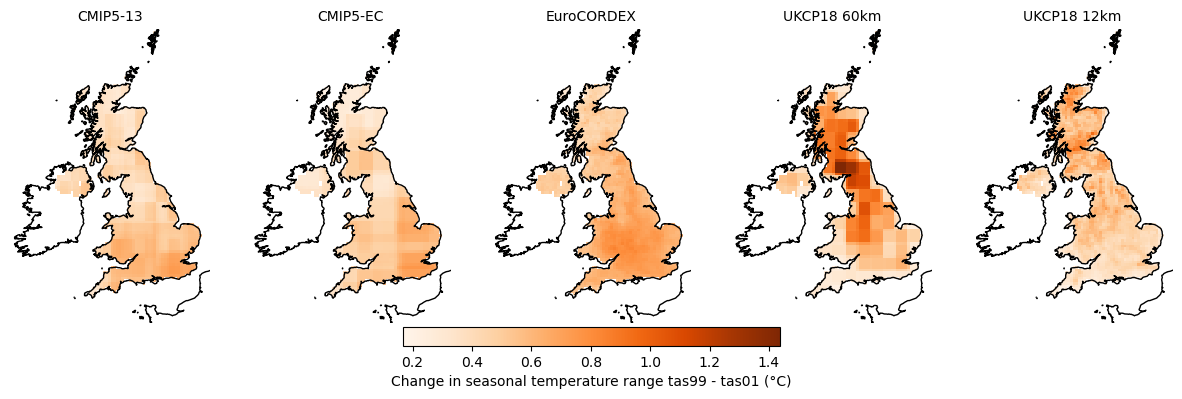 CMIP5-13 CMIP5-EC EuroCORDEX UKCP18 60km UKCP18 12km
0.2 0.4 0.6 0.8 1.0 1.2 1.4
Change in seasonal temperature range tas99 - tas01 (°C)